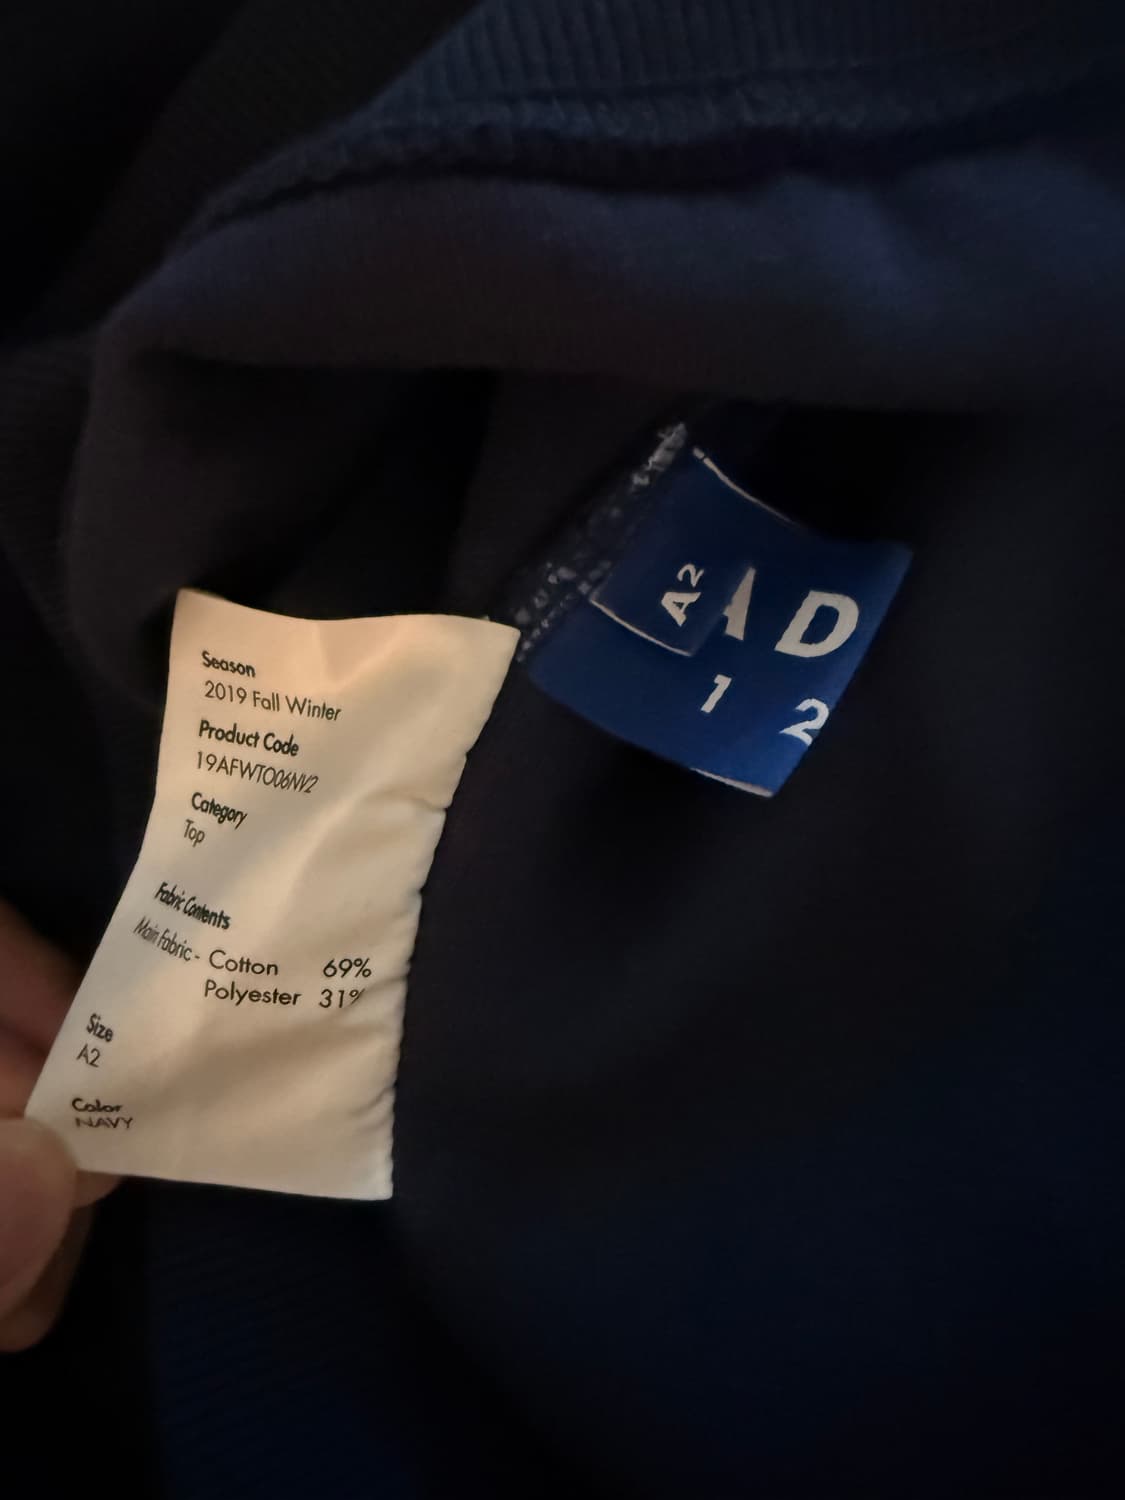 Season
2019 Fall Winter
Product Code
19AFWTO06NV2
Category
Top
Fabric Contents
Main Fabric - Cotton 69%
Polyester 31%
Size
A2
Color
NAVY
A2
A D
1 2